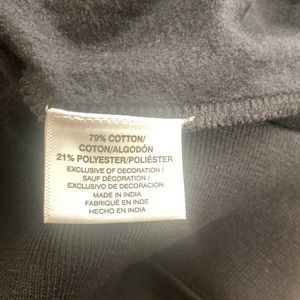 79% COTTON/
COTON/ALGODÓN
21% POLYESTER/POLIÉSTER
EXCLUSIVE OF DECORATION/
SAUF DÉCORATION/
EXCLUSIVO DE DECORACIÓN
MADE IN INDIA
FABRIQUÉ EN INDE
HECHO EN INDIA